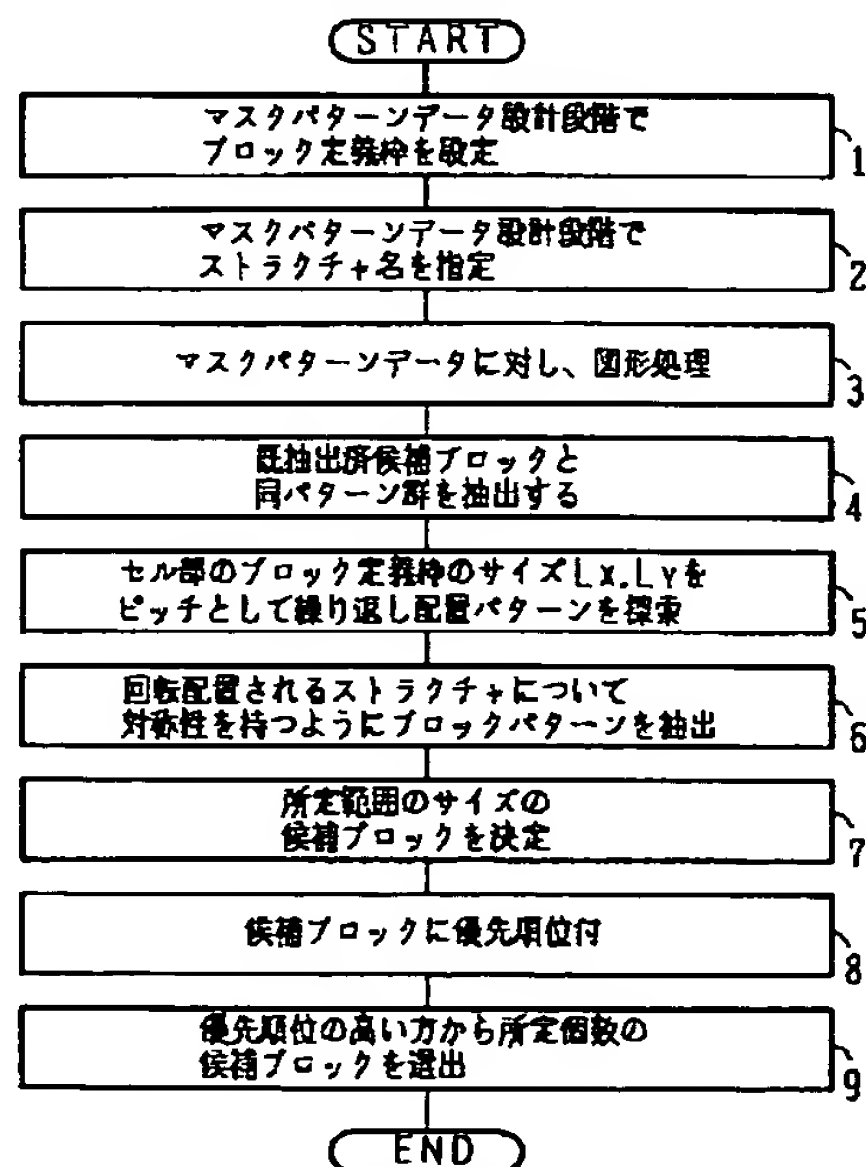 START
マスクパターンデータ設計段階で
ブロック定義枠を設定
1
マスクパターンデータ設計段階で
ストラクチャ名を指定
2
マスクパターンデータに対し、図形処理
3
既抽出済候補ブロックと
同パターン群を抽出する
4
セル部のブロック定義枠のサイズLx.Lyを
ピッチとして繰り返し配置パターンを探索
5
回転配置されるストラクチャについて
対称性を持つようにブロックパターンを抽出
6
所定範囲のサイズの
候補ブロックを決定
7
候補ブロックに優先順位付
8
優先順位の高い方から所定個数の
候補ブロックを選出
9
END